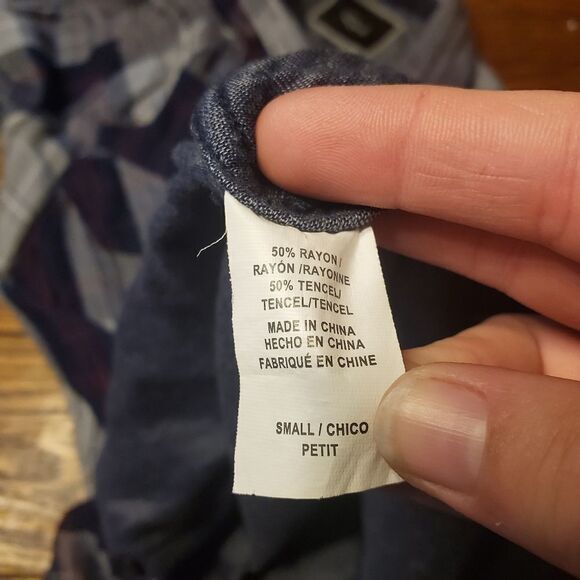 50% RAYON/
RAYÓN /RAYONNE
50% TENCEL/
TENCEL/TENCEL
MADE IN CHINA
HECHO EN CHINA
FABRIQUÉ EN CHINE
SMALL / CHICO
PETIT